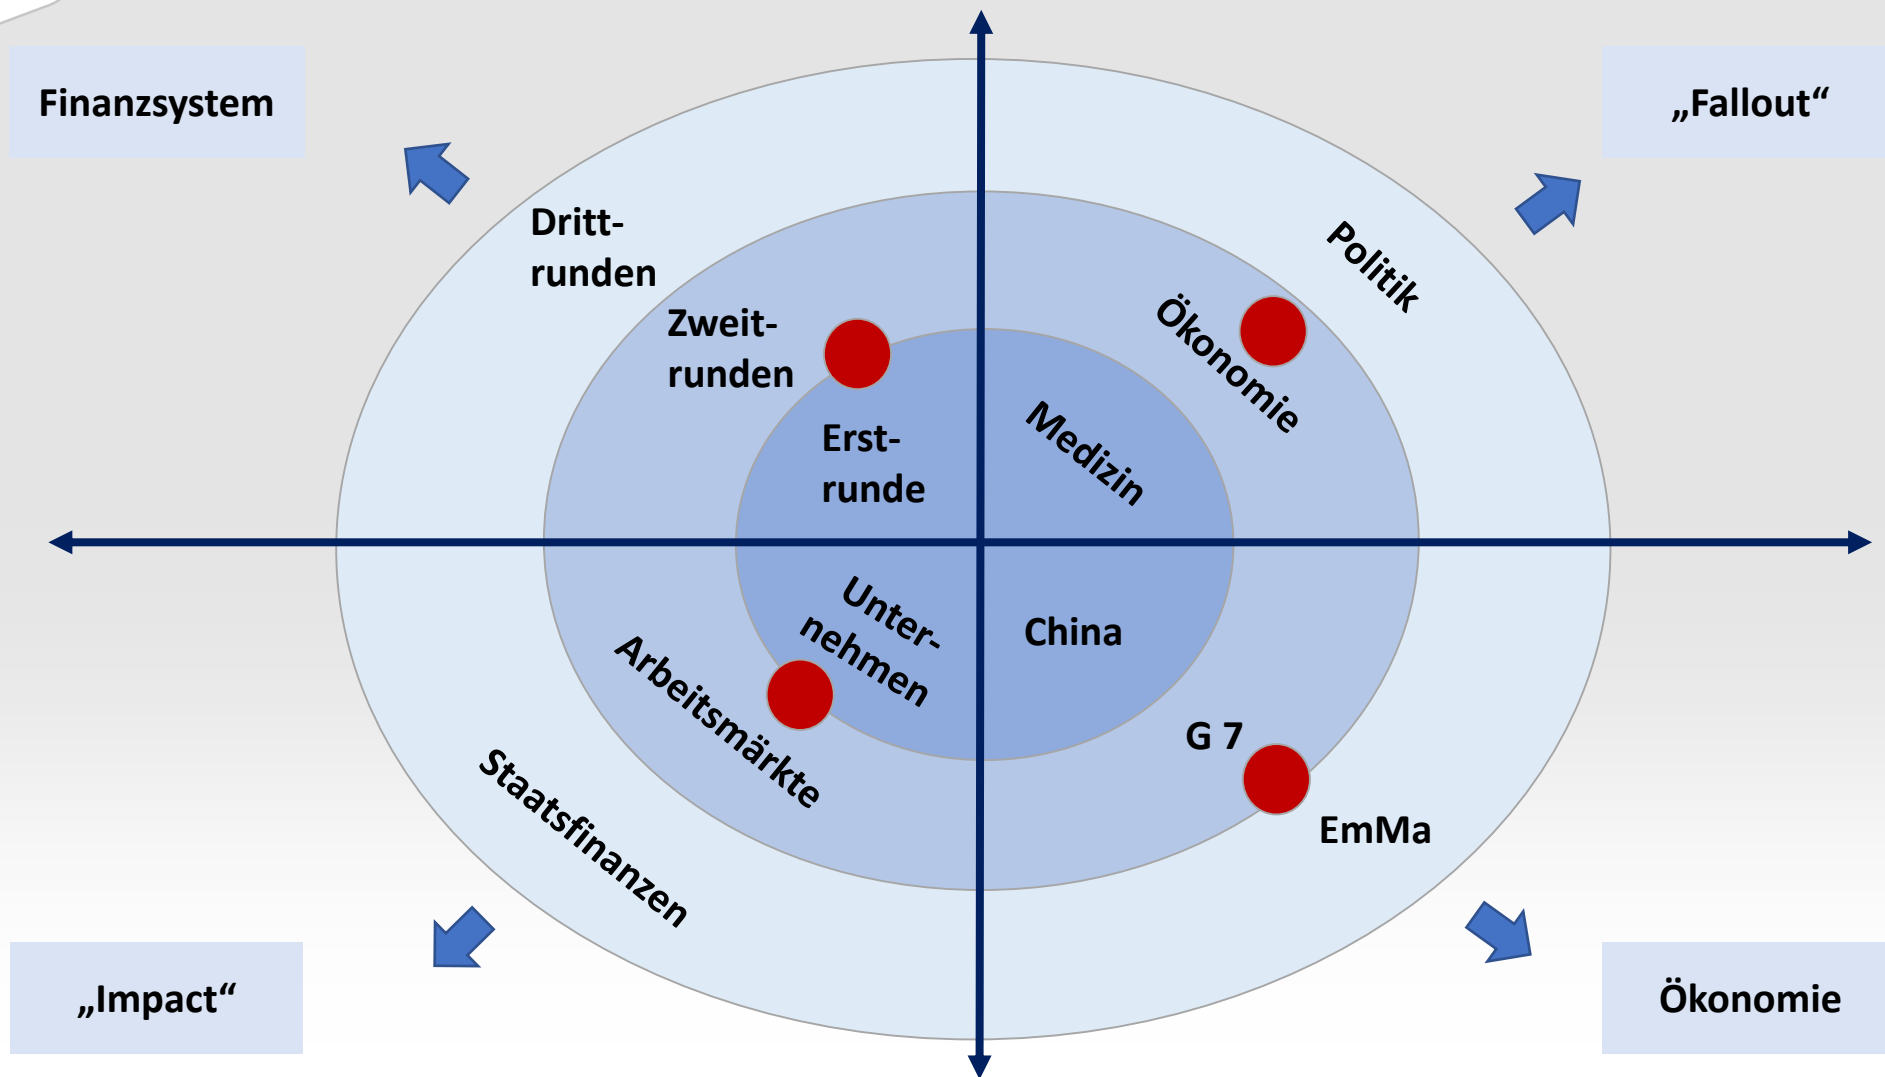 Finanzsystem
„Fallout“
Dritt-
runden
Politik
Zweit-
runden
Ökonomie
Erst-
runde
Medizin
Unter-
nehmen
China
Arbeitsmärkte
G 7
Staatsfinanzen
EmMa
„Impact“
Ökonomie